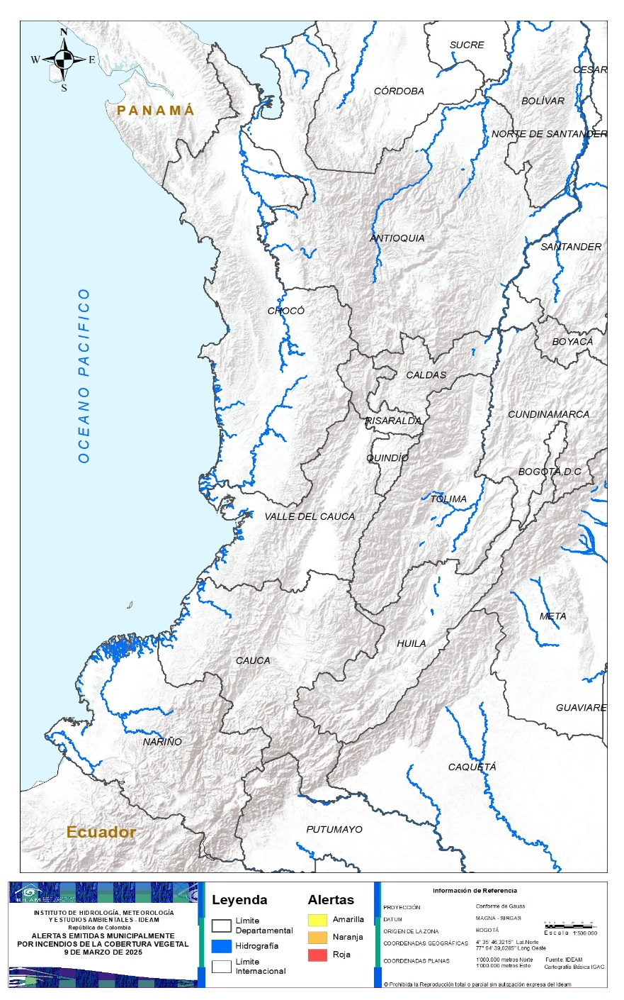 N
W
E
S
SUCRE
CESAR
CÓRDOBA
BOLÍVAR
PANAMÁ
NORTE DE SANTANDER
ANTIOQUIA
SANTANDER
OCEANO PACIFICO
CHOCÓ
BOYACÁ
CALDAS
CUNDINAMARCA
RISARALDA
QUINDÍO
BOGOTÁ,D.C
TOLIMA
VALLE DEL CAUCA
META
HUILA
CAUCA
GUAVIARE
NARIÑO
CAQUETÁ
Ecuador
PUTUMAYO
IDEAM
INSTITUTO DE HIDROLOGÍA, METEOROLOGÍA
Y ESTUDIOS AMBIENTALES - IDEAM
República de Colombia
ALERTAS EMITIDAS MUNICIPALMENTE
POR INCENDIOS DE LA COBERTURA VEGETAL
9 DE MARZO DE 2025
Leyenda
Límite
Departamental
Hidrografía
Límite
Internacional
Alertas
Amarilla
Naranja
Roja
Información de Referencia
PROYECCIÓN Conforme de Gauss
DATUM MAGNA - SIRGAS
ORIGEN DE LA ZONA BOGOTÁ
COORDENADAS GEOGRÁFICAS 4° 35' 46,3215" Lat.Norte
77° 04' 39,0285" Long.Oeste
COORDENADAS PLANAS 1'000.000 metros Norte
1'000.000 metros Este
Escala 1:500.000
Fuente: IDEAM
Cartografía Básica IGAC
© Prohibida la Reproducción total o parcial sin autozación expresa del Ideam